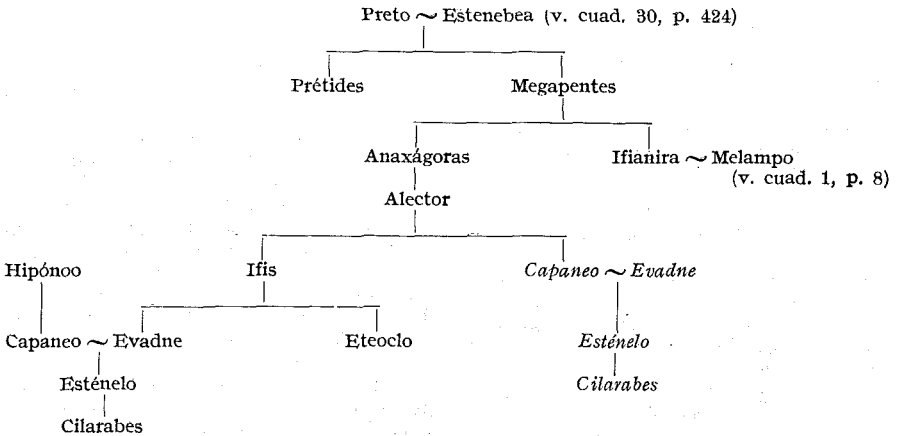 Preto ~ Estenebea (v. cuad. 30, p. 424)
Prétides Megapentes
Anaxágoras Ifianira ~ Melampo
(v. cuad. 1, p. 8)
Alector
Hipónoo Ifis Capaneo ~ Evadne
Capaneo ~ Evadne Eteoclo Esténelo
Esténelo Cilarabes
Cilarabes